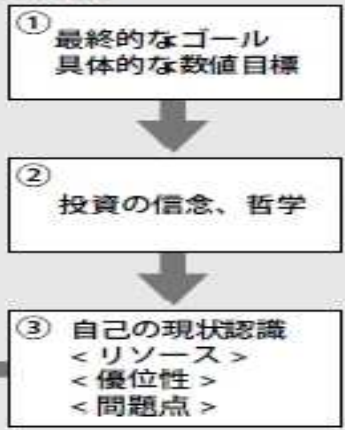 ①
最終的なゴール
具体的な数値目標
②
投資の信念、哲学
③ 自己の現状認識
＜リソース＞
＜優位性＞
＜問題点＞